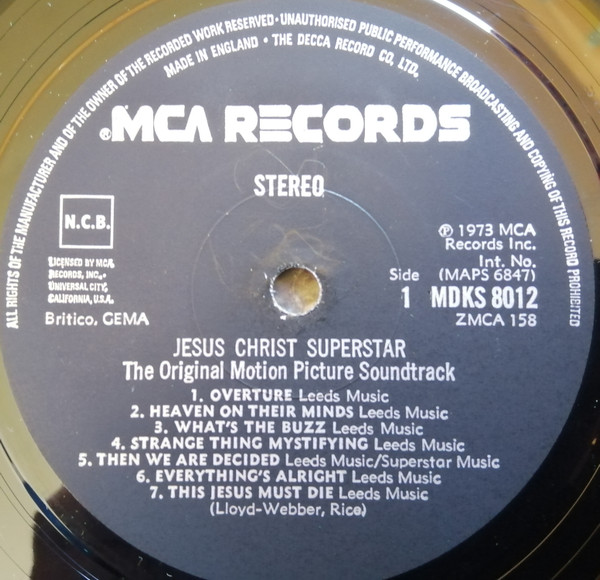 ALL RIGHTS OF THE MANUFACTURER AND OF THE OWNER OF THE RECORDED WORK RESERVED · UNAUTHORISED PUBLIC PERFORMANCE BROADCASTING AND COPYING OF THIS RECORD PROHIBITED
MADE IN ENGLAND · THE DECCA RECORD CO. LTD.
®MCA RECORDS
STEREO
N.C.B.
LICENSED BY MCA
RECORDS, INC.,
UNIVERSAL CITY,
CALIFORNIA, U.S.A.
Britico, GEMA
℗ 1973 MCA
Records Inc.
Int. No.
Side (MAPS 6847)
1 MDKS 8012
ZMCA 158
JESUS CHRIST SUPERSTAR
The Original Motion Picture Soundtrack
1. OVERTURE Leeds Music
2. HEAVEN ON THEIR MINDS Leeds Music
3. WHAT'S THE BUZZ Leeds Music
4. STRANGE THING MYSTIFYING Leeds Music
5. THEN WE ARE DECIDED Leeds Music/Superstar Music
6. EVERYTHING'S ALRIGHT Leeds Music
7. THIS JESUS MUST DIE Leeds Music
(Lloyd-Webber, Rice)